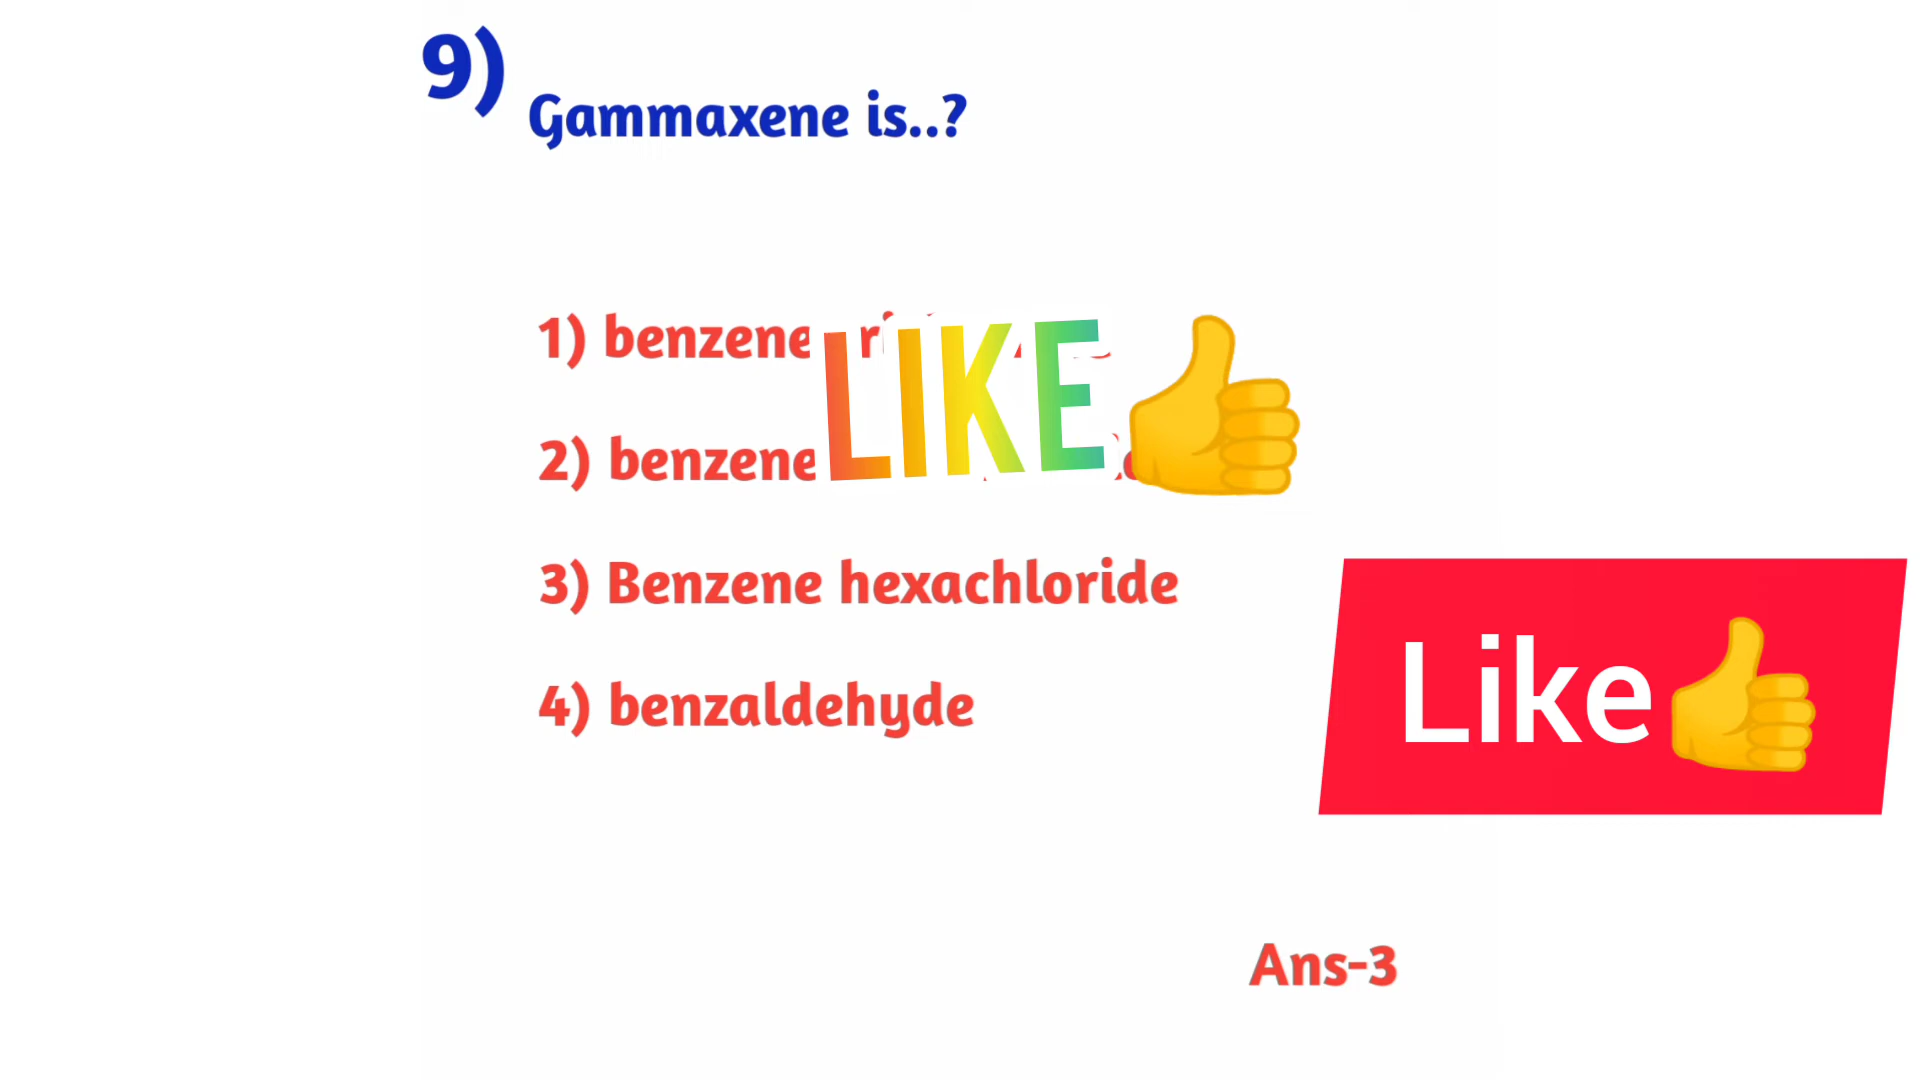 9)
Gammaxene is..?
1) benzene
LIKE👍
2) benzene
3) Benzene hexachloride
4) benzaldehyde
Like👍
Ans-3